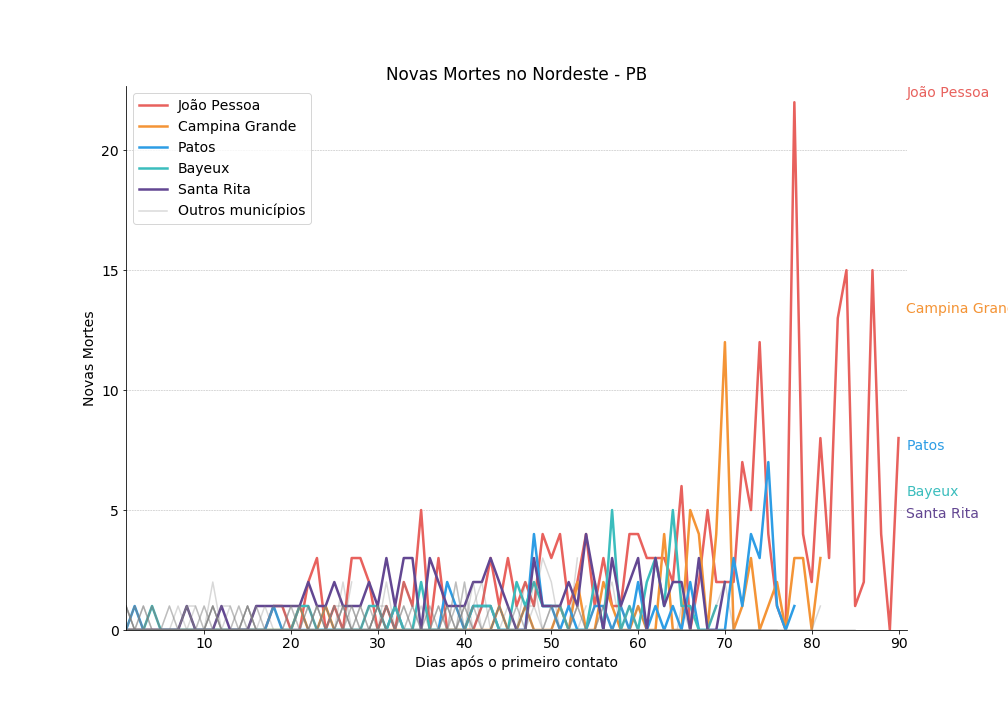 Novas Mortes no Nordeste - PB
João Pessoa
Campina Grande
Patos
Bayeux
Santa Rita
Outros municípios
João Pessoa
Campina Gran
Patos
Bayeux
Santa Rita
Novas Mortes
20
15
10
5
0
10
20
30
40
50
60
70
80
90
Dias após o primeiro contato